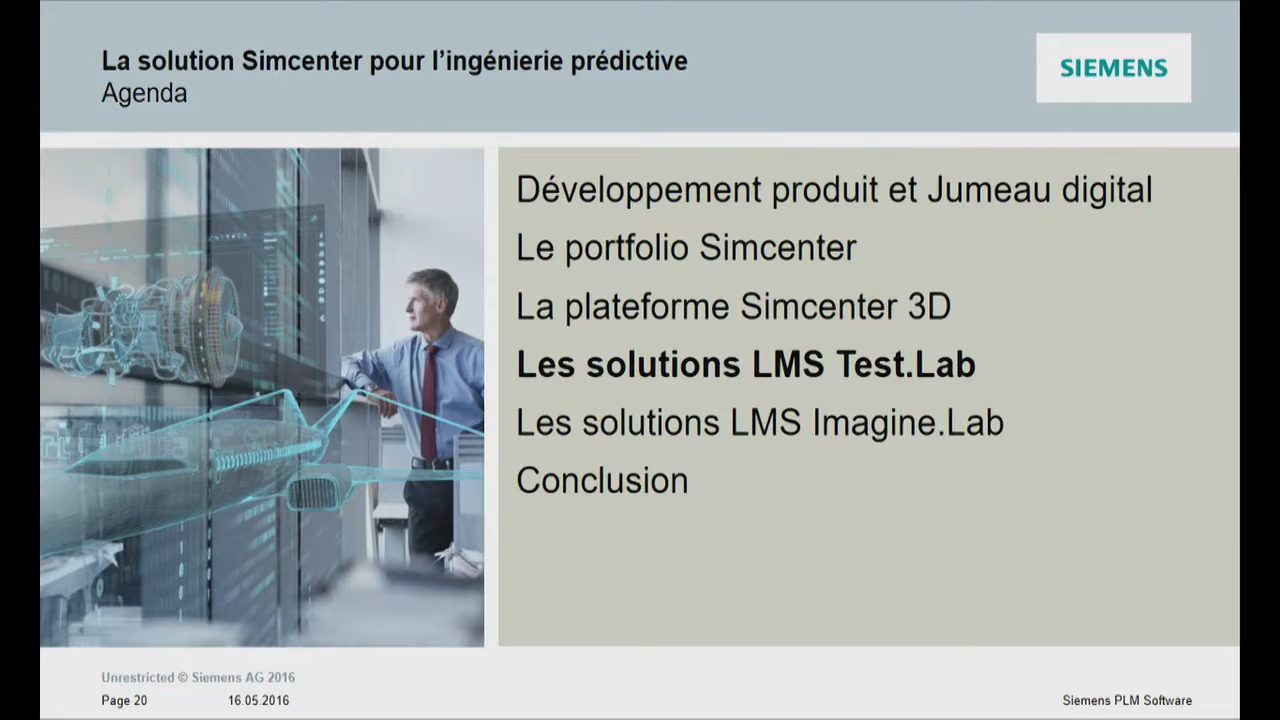 La solution Simcenter pour l’ingénierie prédictive
Agenda
SIEMENS
Développement produit et Jumeau digital
Le portfolio Simcenter
La plateforme Simcenter 3D
Les solutions LMS Test.Lab
Les solutions LMS Imagine.Lab
Conclusion
Unrestricted © Siemens AG 2016
Page 20
16.05.2016
Siemens PLM Software